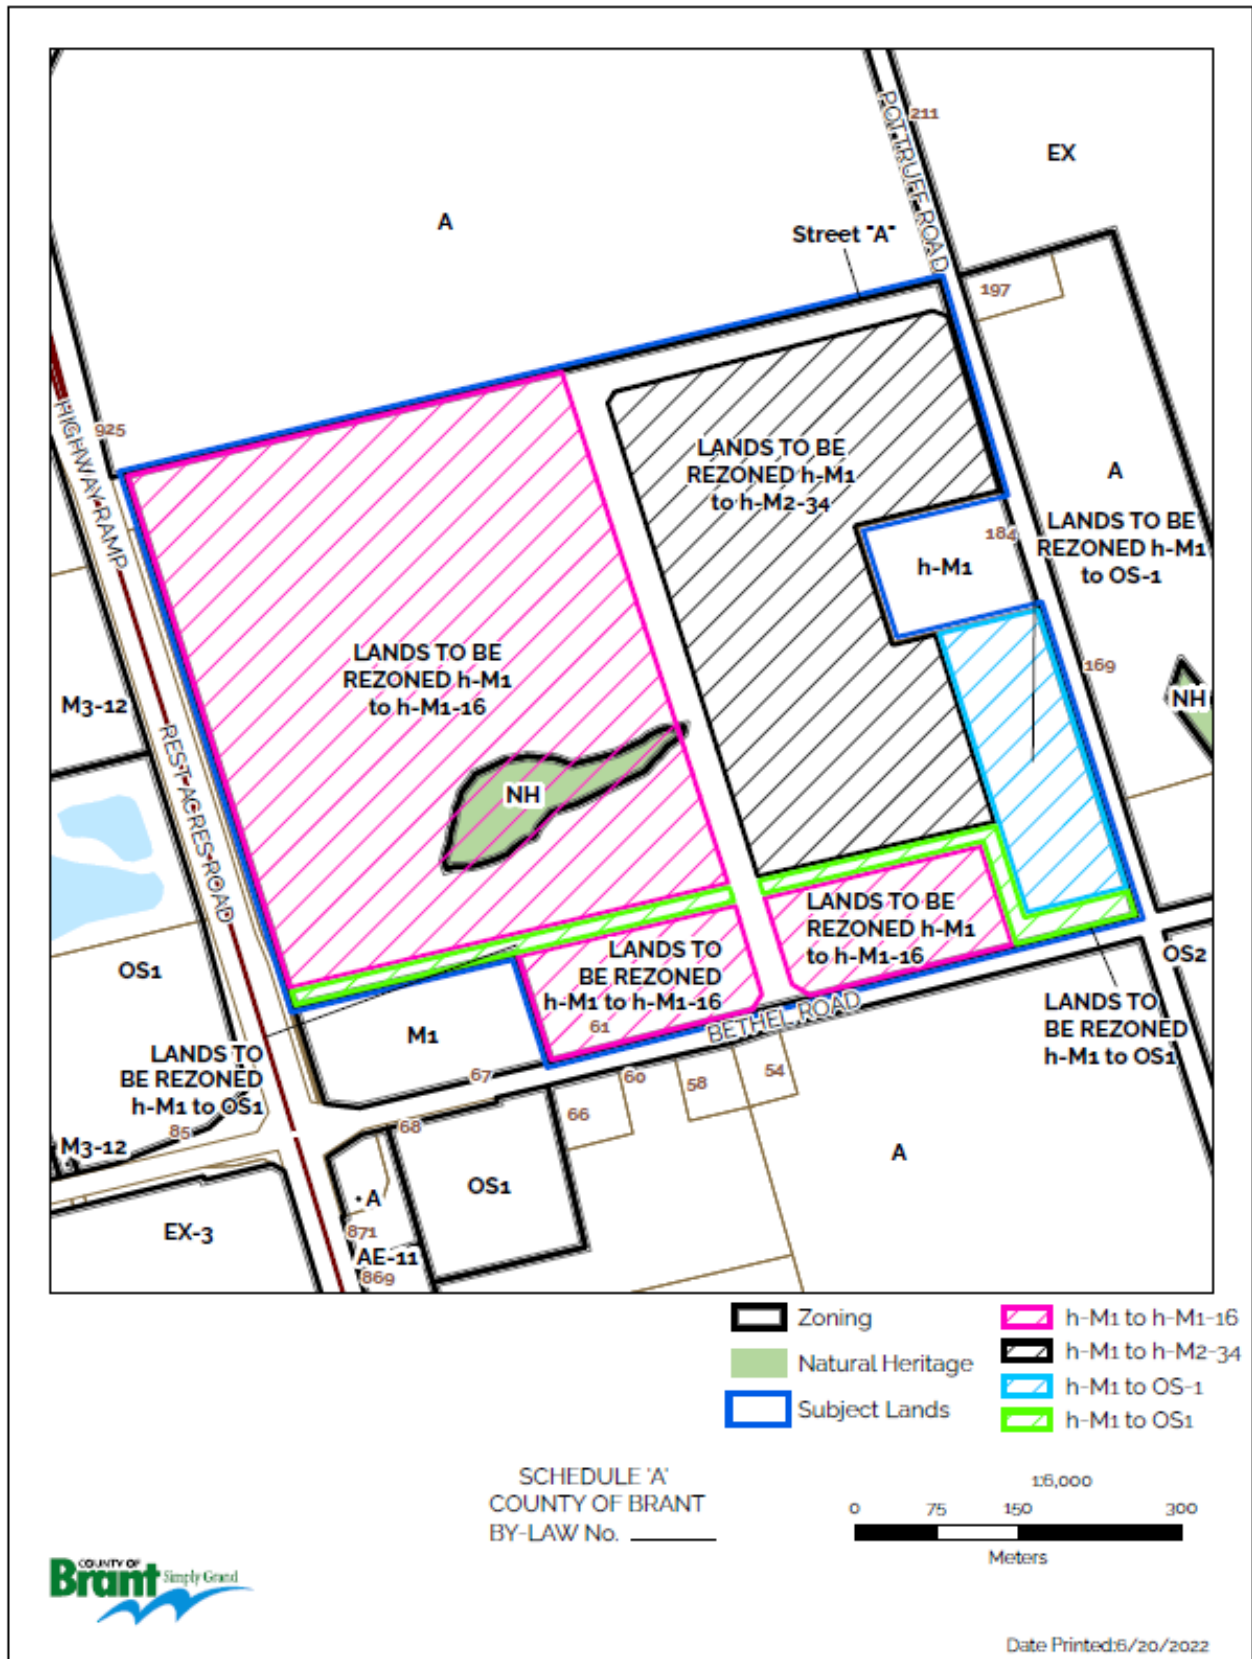 211
EX
POTTRUFF ROAD
A
Street "A"
197
925
HIGHWAY RAMP
LANDS TO BE
REZONED h-M1
to h-M2-34
A
184
LANDS TO BE
REZONED h-M1
to OS-1
h-M1
LANDS TO BE
REZONED h-M1
to h-M1-16
169
M3-12
NH
REST ACRES ROAD
NH
LANDS TO BE
REZONED h-M1
to h-M1-16
LANDS TO
BE REZONED
h-M1 to h-M1-16
OS1
OS2
LANDS TO
BE REZONED
h-M1 to OS1
61
BETHEL ROAD
M1
LANDS TO
BE REZONED
h-M1 to OS1
67
60
58
54
66
68
85
M3-12
A
OS1
A
EX-3
871
AE-11
869
Zoning
Natural Heritage
Subject Lands
h-M1 to h-M1-16
h-M1 to h-M2-34
h-M1 to OS-1
h-M1 to OS1
SCHEDULE 'A'
COUNTY OF BRANT
BY-LAW No. ________
1:6,000
0 75 150 300
Meters
COUNTY OF
Brant Simply Grand
Date Printed:6/20/2022